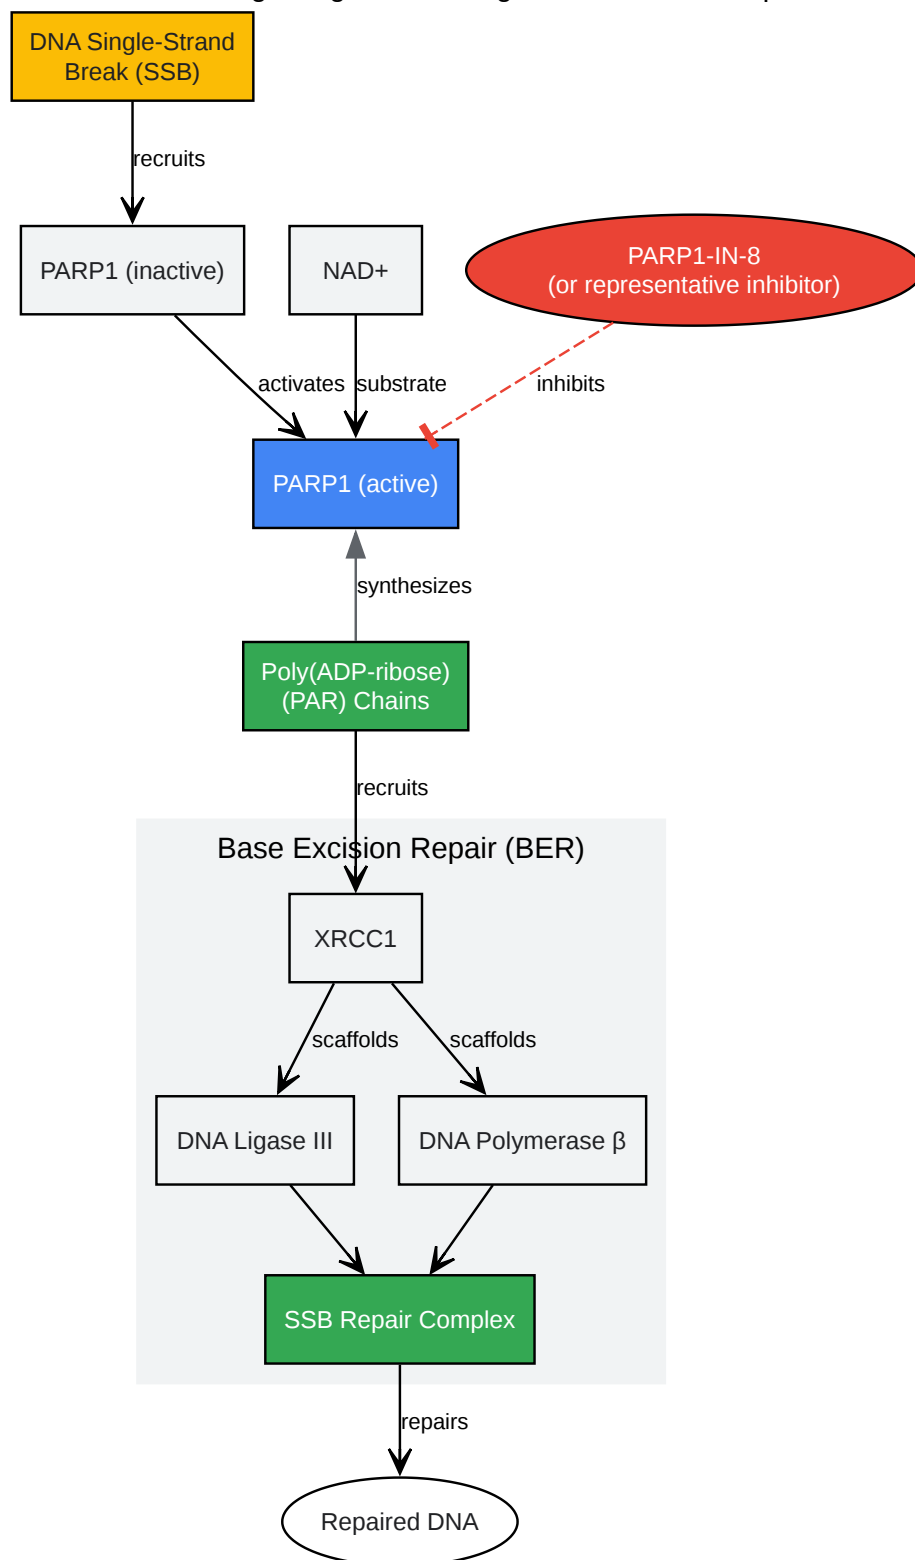 DNA Single-Strand
Break (SSB)
recruits
PARP1 (inactive)
NAD+
PARP1-IN-8
(or representative inhibitor)
activates
substrate
inhibits
PARP1 (active)
synthesizes
Poly(ADP-ribose)
(PAR) Chains
recruits
Base Excision Repair (BER)
XRCC1
scaffolds
scaffolds
DNA Ligase III
DNA Polymerase β
SSB Repair Complex
repairs
Repaired DNA